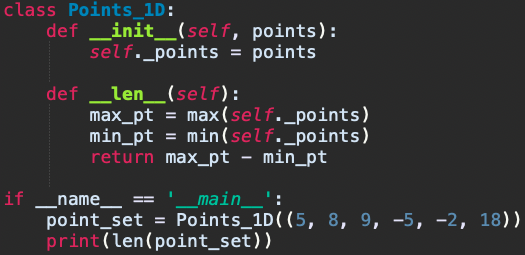 class Points_1D:
    def __init__(self, points):
        self._points = points

    def __len__(self):
        max_pt = max(self._points)
        min_pt = min(self._points)
        return max_pt - min_pt

if __name__ == '__main__':
    point_set = Points_1D((5, 8, 9, -5, -2, 18))
    print(len(point_set))